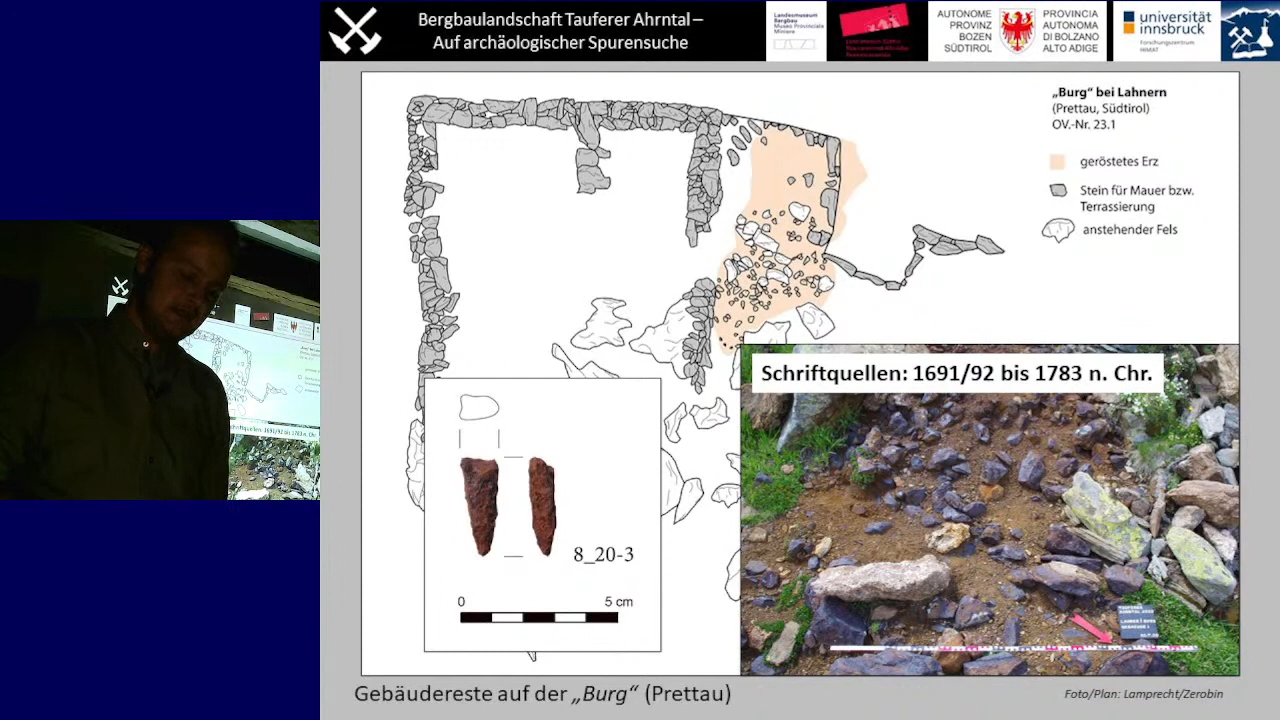 Bergbaulandschaft Tauferer Ahrntal –
Auf archäologischer Spurensuche
Landesmuseum
Bergbau
Museo Provinciale
Miniere
AUTONOME
PROVINZ
BOZEN
SÜDTIROL
PROVINCIA
AUTONOMA
DI BOLZANO
ALTO ADIGE
universität
innsbruck
Forschungszentrum
HiMAT
„Burg“ bei Lahnern
(Prettau, Südtirol)
OV.-Nr. 23.1
geröstetes Erz
Stein für Mauer bzw.
Terrassierung
anstehender Fels
Schriftquellen: 1691/92 bis 1783 n. Chr.
8_20-3
0 5 cm
Gebäudereste auf der „Burg“ (Prettau)
Foto/Plan: Lamprecht/Zerobin